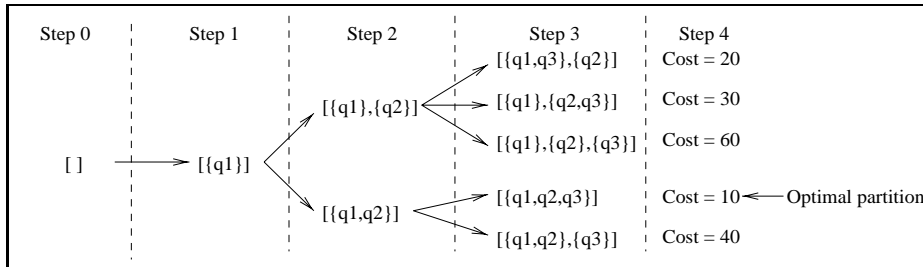 Step 0 Step 1 Step 2 Step 3 Step 4
[{q1,q3},{q2}] Cost = 20
[{q1},{q2}] [{q1},{q2,q3}] Cost = 30
[{q1},{q2},{q3}] Cost = 60
[ ] [{q1}]
[{q1,q2,q3}] Cost = 10 Optimal partition
[{q1,q2}]
[{q1,q2},{q3}] Cost = 40